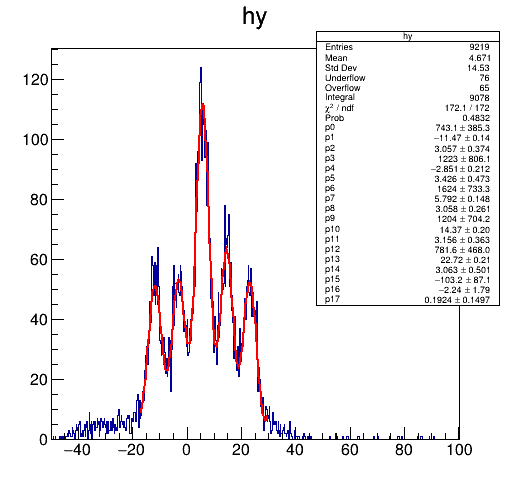 hy
hy
Entries 9219
Mean 4.671
Std Dev 14.53
Underflow 76
Overflow 65
Integral 9078
χ² / ndf 172.1 / 172
Prob 0.4832
p0 743.1 ± 385.3
p1 −11.47 ± 0.14
p2 3.057 ± 0.374
p3 1223 ± 806.1
p4 −2.851 ± 0.212
p5 3.426 ± 0.473
p6 1624 ± 733.3
p7 5.792 ± 0.148
p8 3.058 ± 0.261
p9 1204 ± 704.2
p10 14.37 ± 0.20
p11 3.156 ± 0.363
p12 781.6 ± 468.0
p13 22.72 ± 0.21
p14 3.063 ± 0.501
p15 −103.2 ± 87.1
p16 −2.24 ± 1.79
p17 0.1924 ± 0.1497
120
100
80
60
40
20
0
−40 −20 0 20 40 60 80 100